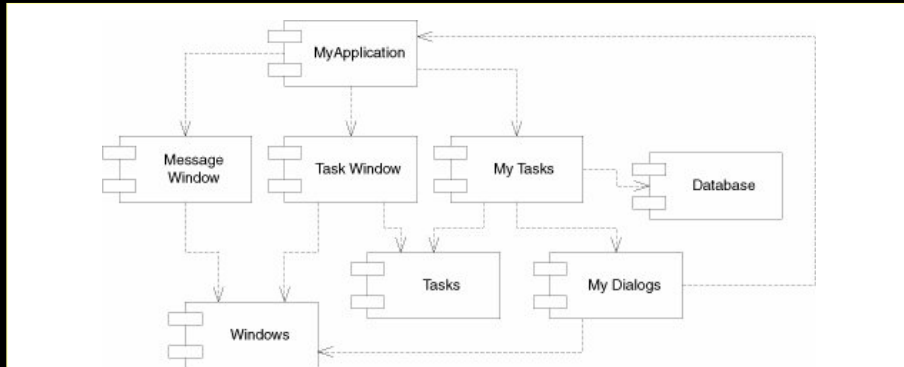 MyApplication
Message
Window
Task Window
My Tasks
Database
Tasks
My Dialogs
Windows